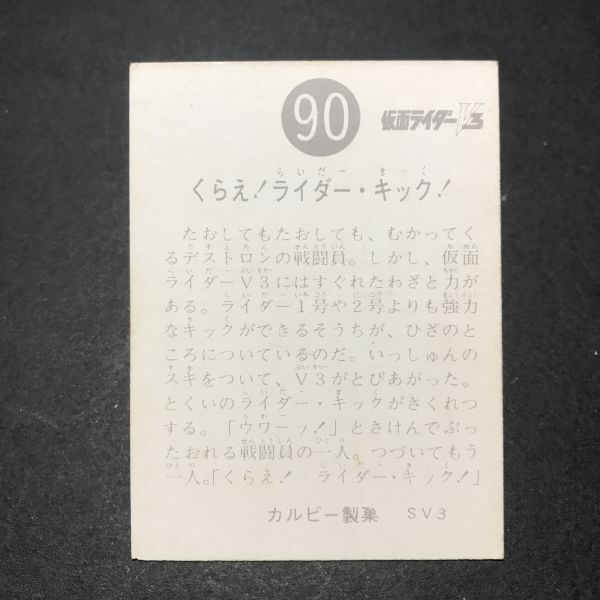 90 仮面ライダーV3
くらえ！ライダー・キック！
たおしてもたおしても、むかってく
るデストロンの戦闘員。しかし、仮面
ライダーV3にはすぐれたわざと力が
ある。ライダー1号や2号よりも強力
なキックができるそうちが、ひざのと
ころについているのだ。いっしゅんの
スキをついて、V3がとびあがった。
とくいのライダー・キックがさくれつ
する。「ウワーッ！」とさけんでぶっ
たおれる戦闘員の一人。つづいてもう
一人。「くらえ！　ライダー・キック！」
カルビー製菓 SV3